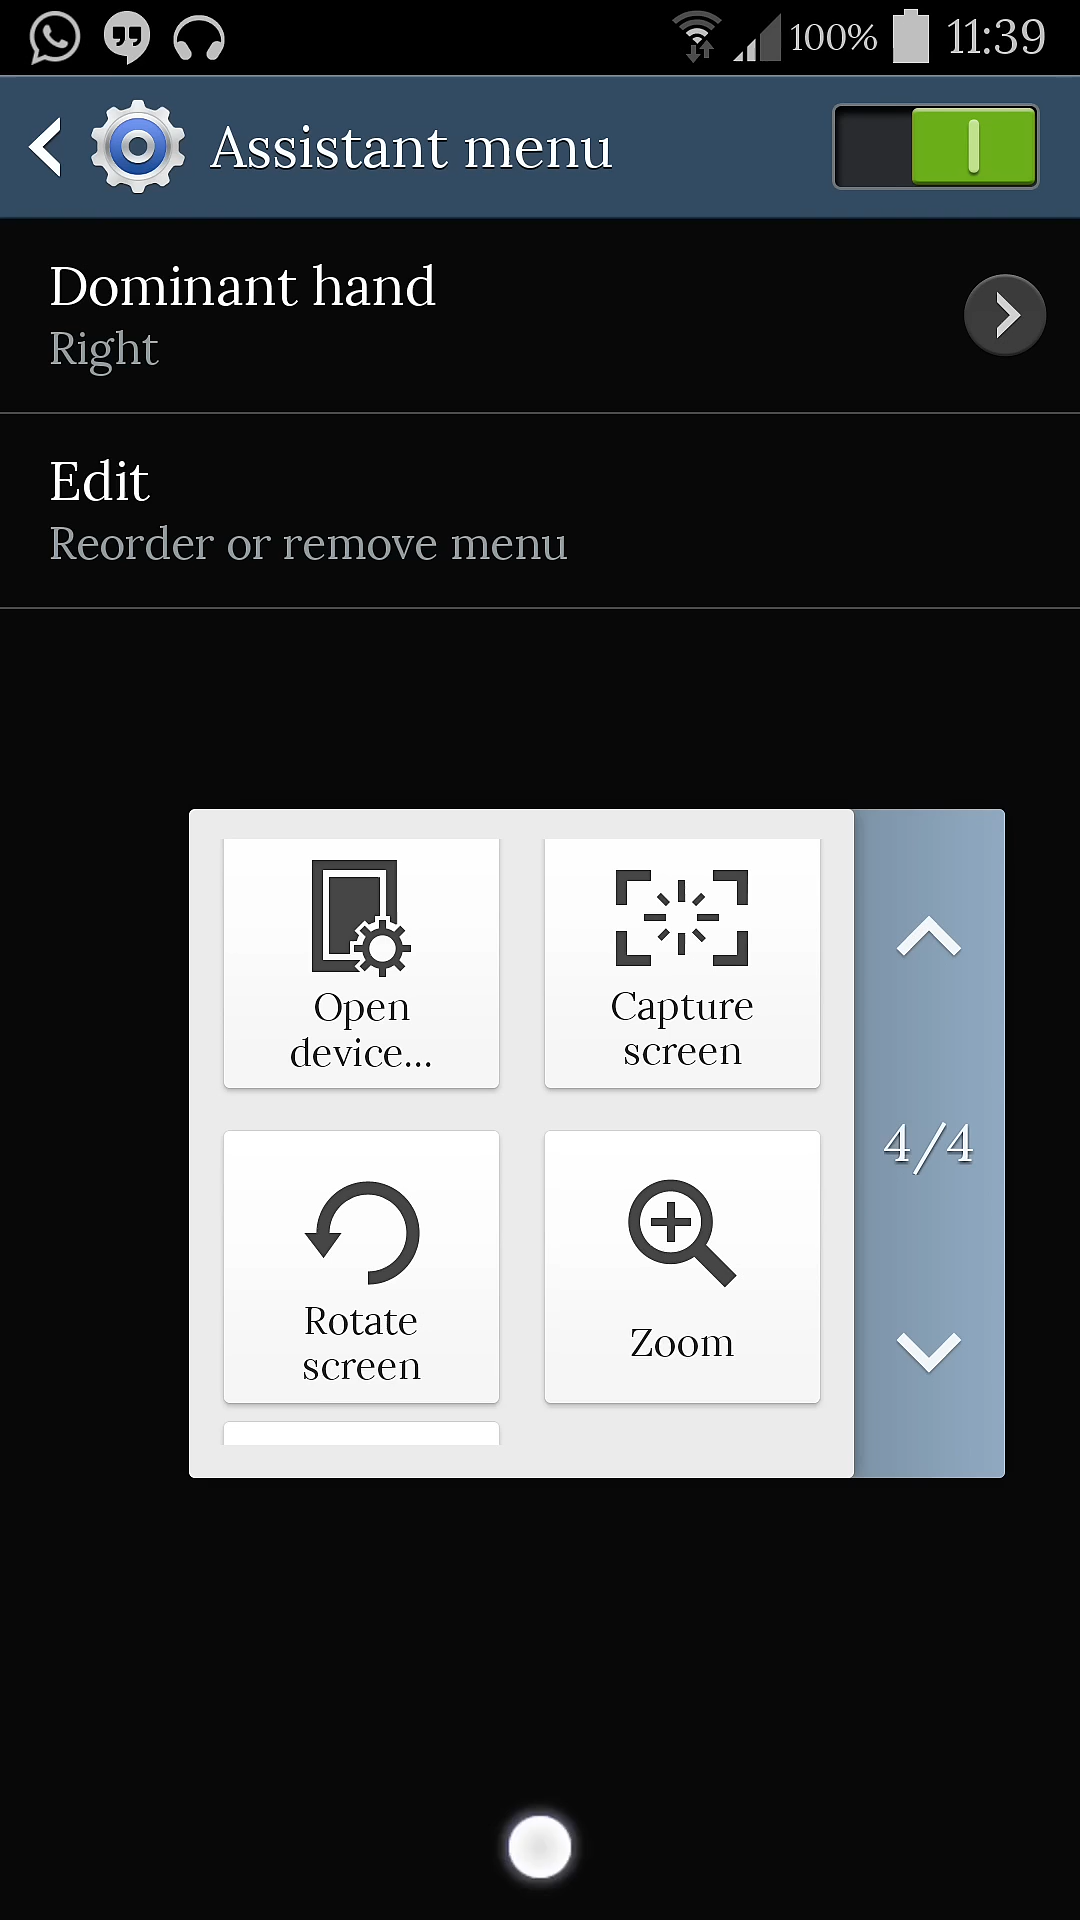 100% 11:39
Assistant menu
Dominant hand
Right
Edit
Reorder or remove menu
Open
device...
Capture
screen
4/4
Rotate
screen
Zoom